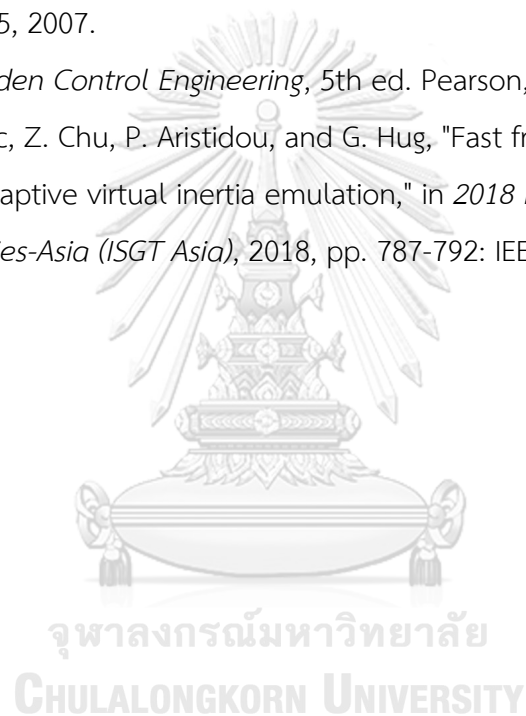 5, 2007.
den Control Engineering, 5th ed. Pearson,
c, Z. Chu, P. Aristidou, and G. Hug, "Fast fr
aptive virtual inertia emulation," in 2018
es-Asia (ISGT Asia), 2018, pp. 787-792: IEE
จุฬาลงกรณ์มหาวิทยาลัย
CHULALONGKORN UNIVERSITY